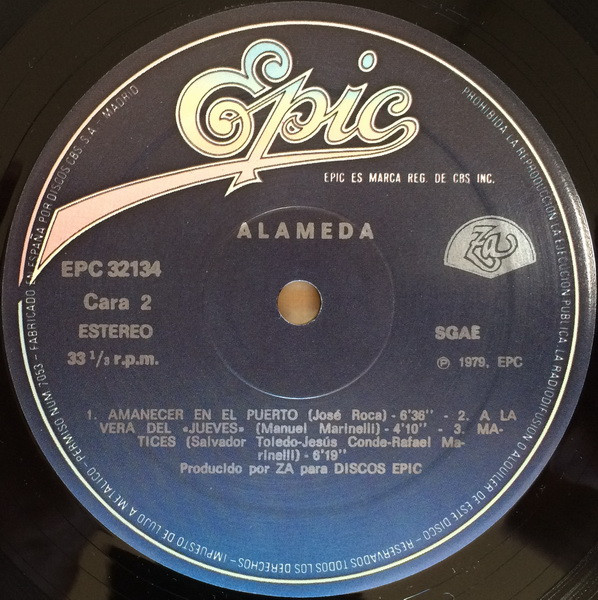 Epic
EPIC ES MARCA REG. DE CBS INC.
ALAMEDA
Za
EPC 32134
Cara 2
ESTEREO
33 1/3 r.p.m.
SGAE
℗ 1979, EPC
1. AMANECER EN EL PUERTO (José Roca) - 6'36'' - 2. A LA
VERA DEL «JUEVES» (Manuel Marinelli) - 4'10'' - 3. MA-
TICES (Salvador Toledo-Jesús Conde-Rafael Ma-
rinelli) - 6'19''
Producido por ZA para DISCOS EPIC
PROHIBIDA LA REPRODUCCION LA EJECUCION PUBLICA LA RADIODIFUSION O ALQUILER DE ESTE DISCO - RESERVADOS TODOS LOS DERECHOS - IMPUESTO DE LUJO A METALICO - PERMISO NUM 7053 - FABRICADO EN ESPAÑA POR DISCOS CBS S.A. MADRID